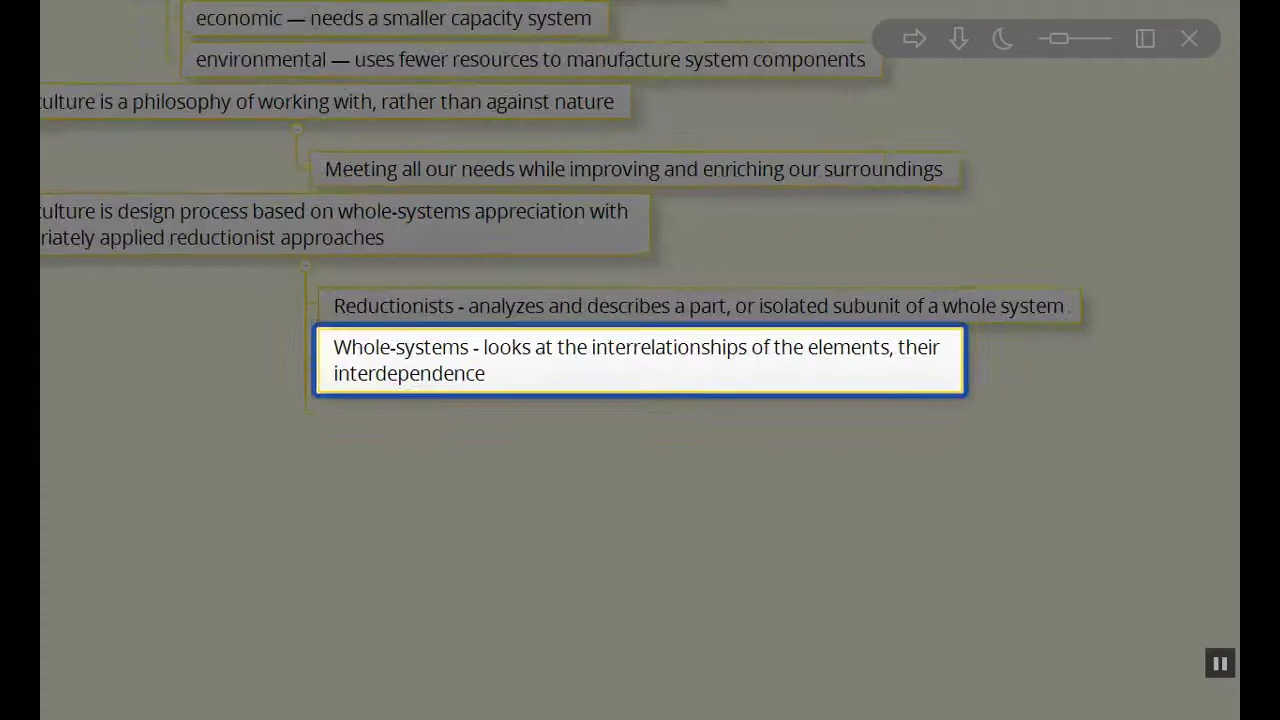 economic — needs a smaller capacity system
environmental — uses fewer resources to manufacture system components
culture is a philosophy of working with, rather than against nature
Meeting all our needs while improving and enriching our surroundings
culture is design process based on whole-systems appreciation with
riately applied reductionist approaches
Reductionists - analyzes and describes a part, or isolated subunit of a whole system
Whole-systems - looks at the interrelationships of the elements, their
interdependence